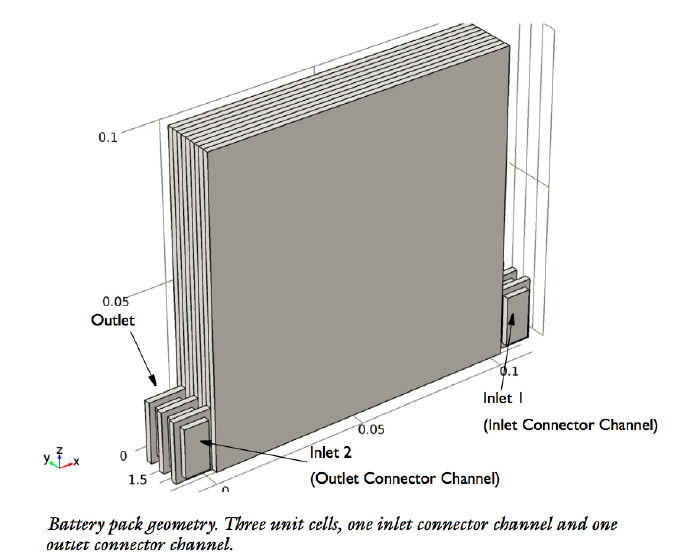 0.1
0.05
Outlet
0.1
Inlet 1
(Inlet Connector Channel)
0.05
z
y
x
0
Inlet 2
1.5
(Outlet Connector Channel)
0
Battery pack geometry. Three unit cells, one inlet connector channel and one
outlet connector channel.